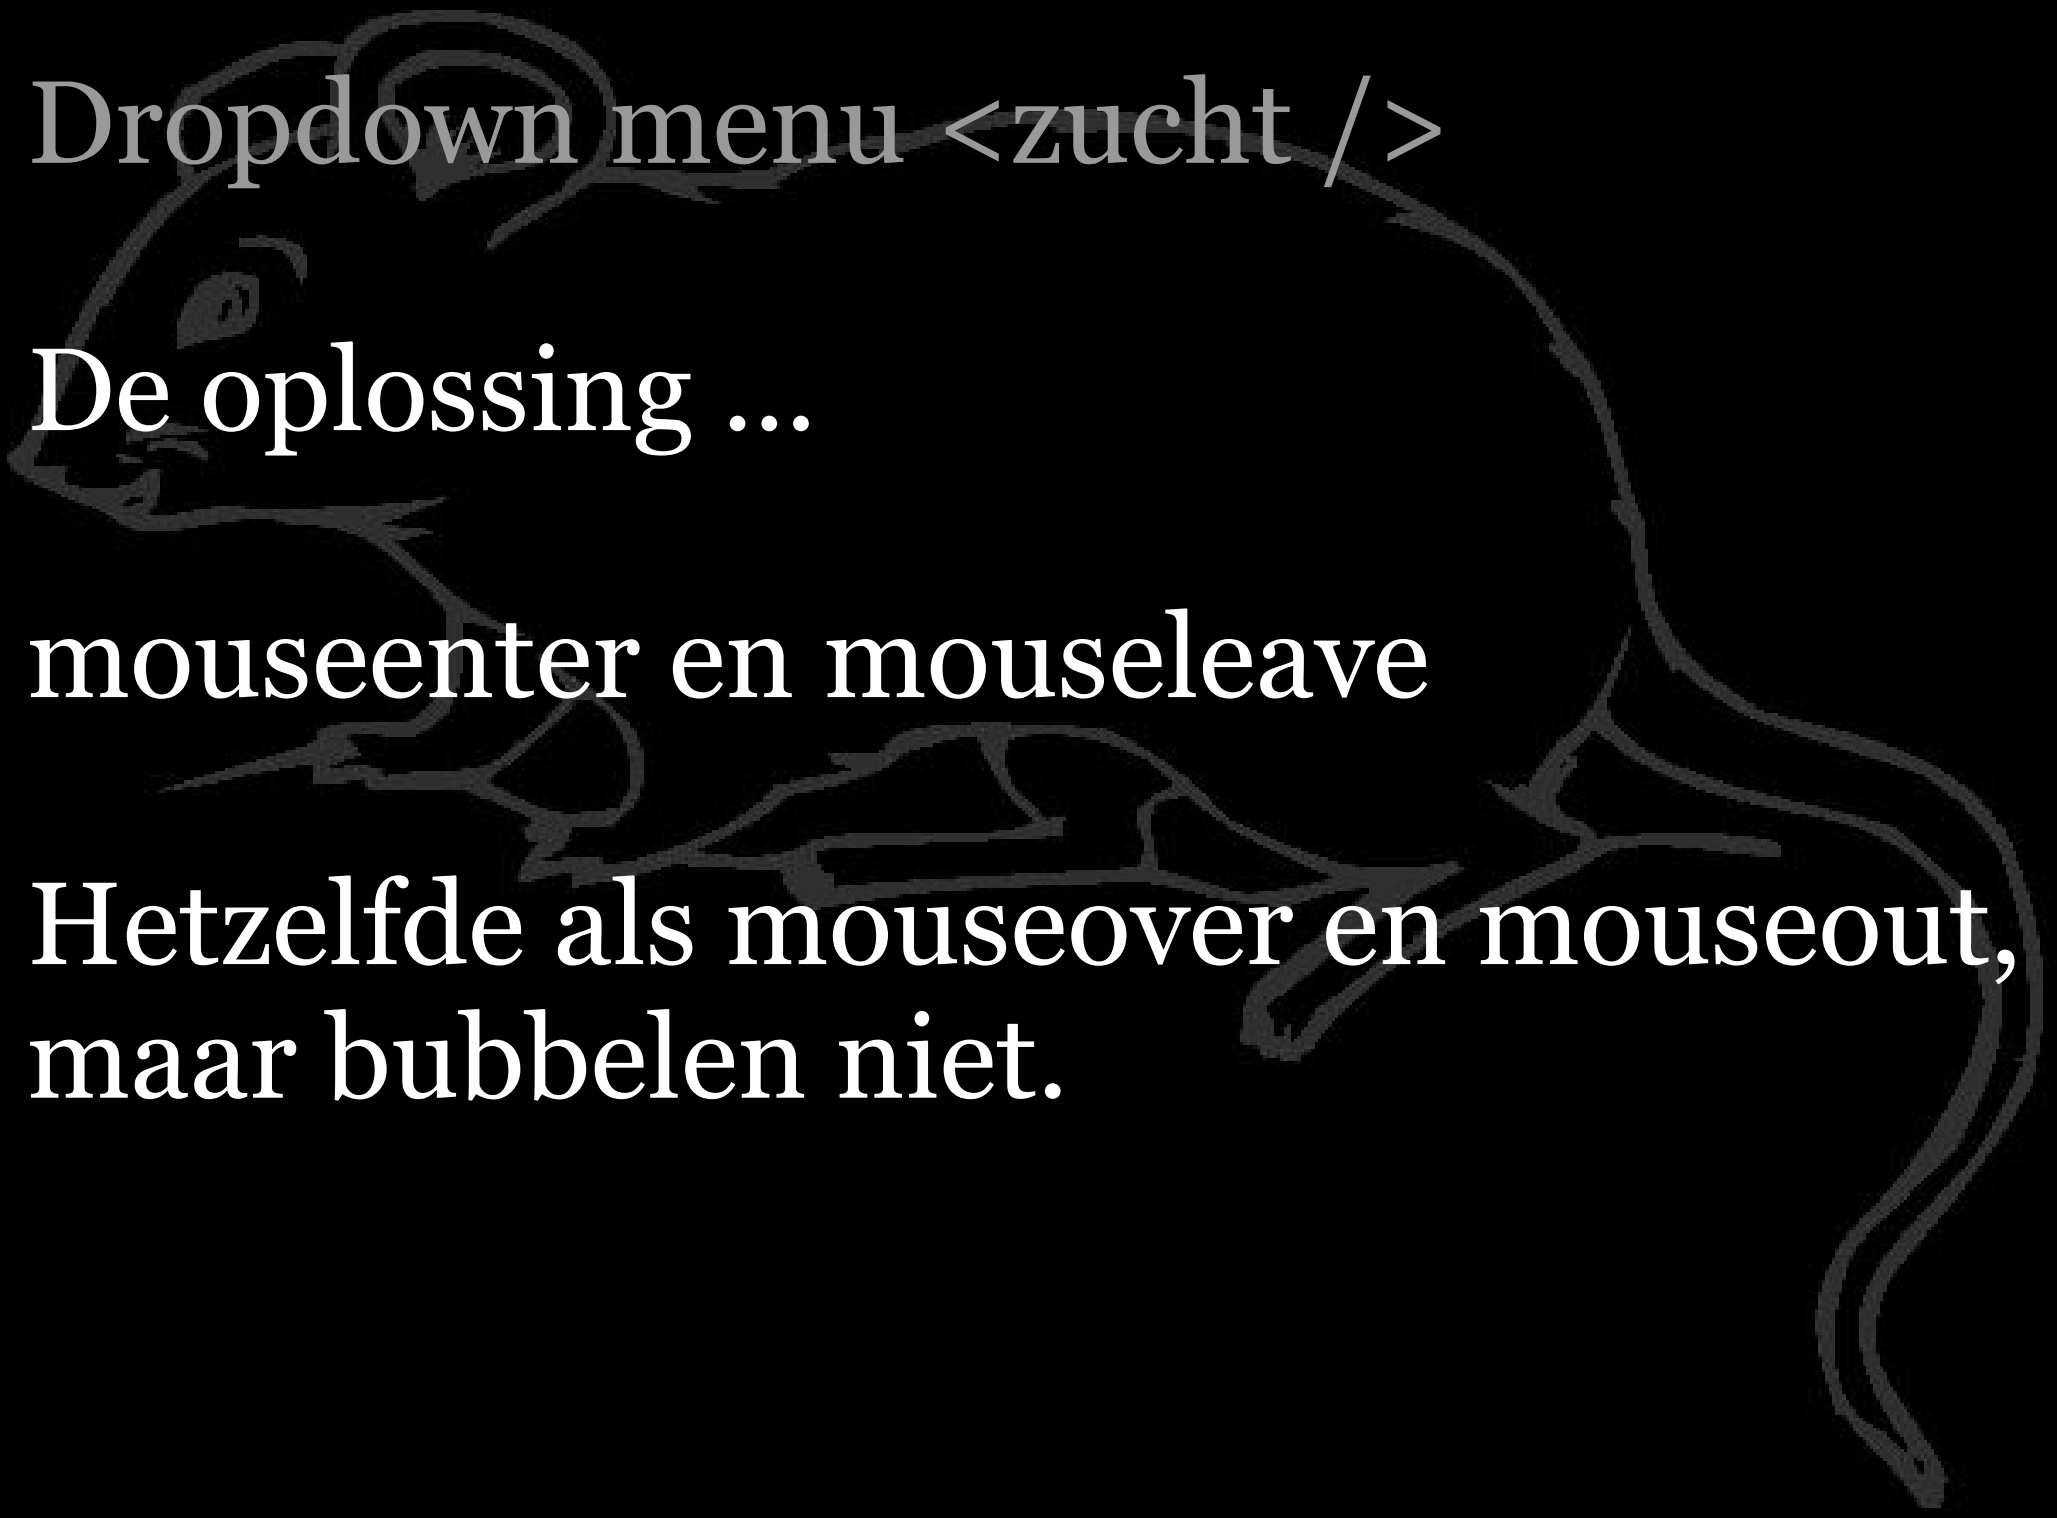 Dropdown menu <zucht />
De oplossing ...
mouseenter en mouseleave
Hetzelfde als mouseover en mouseout,
maar bubbelen niet.